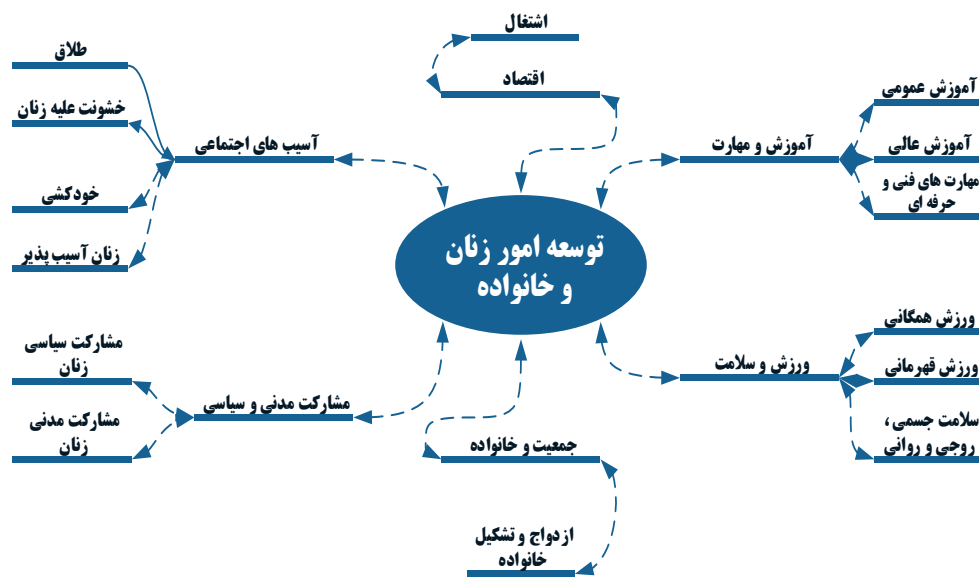 اشتغال
اقتصاد
آموزش عمومی
آموزش عالی
مهارت های فنی و
حرفه ای
آموزش و مهارت
طلاق
خشونت علیه زنان
آسیب های اجتماعی
خودکشی
زنان آسیب پذیر
توسعه امور زنان
و خانواده
ورزش همگانی
ورزش قهرمانی
ورزش و سلامت
سلامت جسمی ،
روحی و روانی
مشارکت سیاسی
زنان
مشارکت مدنی و سیاسی
مشارکت مدنی
زنان
جمعیت و خانواده
ازدواج و تشکیل
خانواده